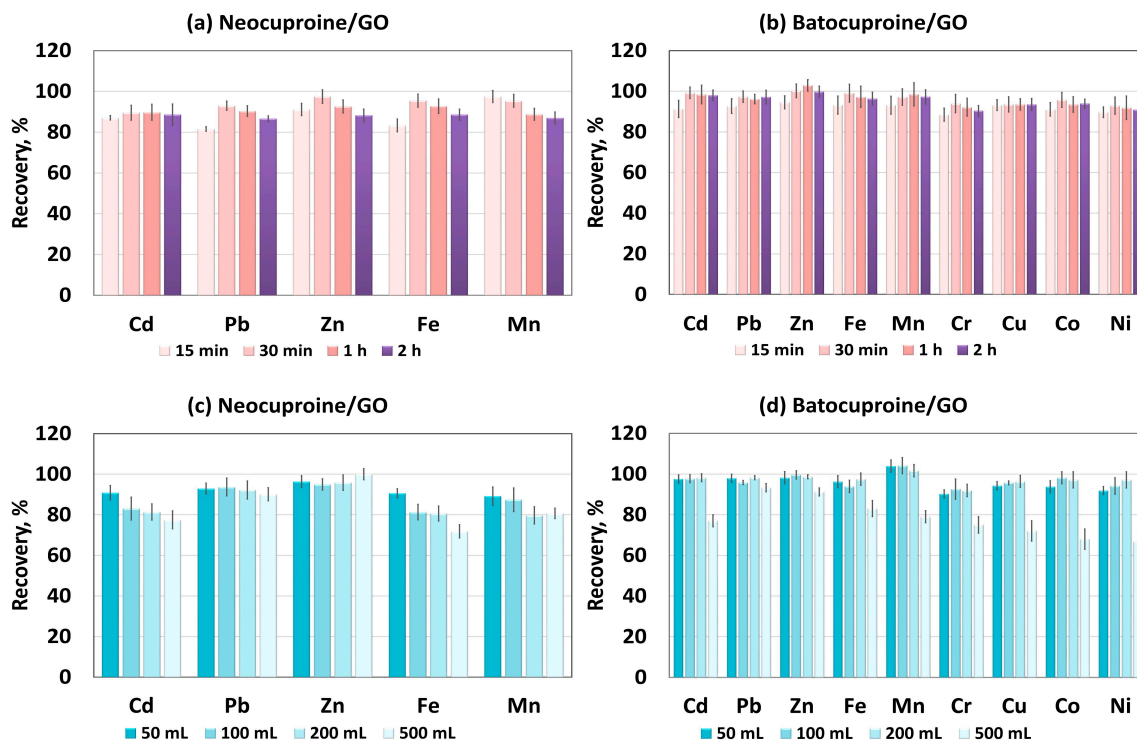 (a) Neocuproine/GO
Recovery, %
120
100
80
60
40
20
0
Cd Pb Zn Fe Mn
15 min 30 min 1 h 2 h
(b) Batocuproine/GO
Recovery, %
120
100
80
60
40
20
0
Cd Pb Zn Fe Mn Cr Cu Co Ni
15 min 30 min 1 h 2 h
(c) Neocuproine/GO
Recovery, %
120
100
80
60
40
20
0
Cd Pb Zn Fe Mn
50 mL 100 mL 200 mL 500 mL
(d) Batocuproine/GO
Recovery, %
120
100
80
60
40
20
0
Cd Pb Zn Fe Mn Cr Cu Co Ni
50 mL 100 mL 200 mL 500 mL